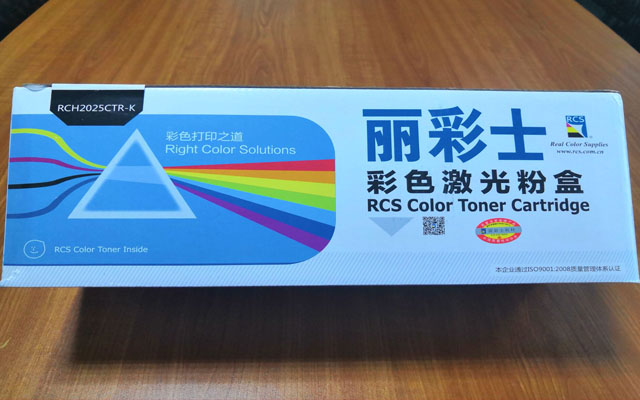 RCH2025CTR-K
彩色打印之道
Right Color Solutions
RCS Color Toner Inside
丽彩士
RCS
Real Color Supplies
www.rcs.com.cn
彩色激光粉盒
RCS Color Toner Cartridge
本企业通过ISO9001:2008质量管理体系认证